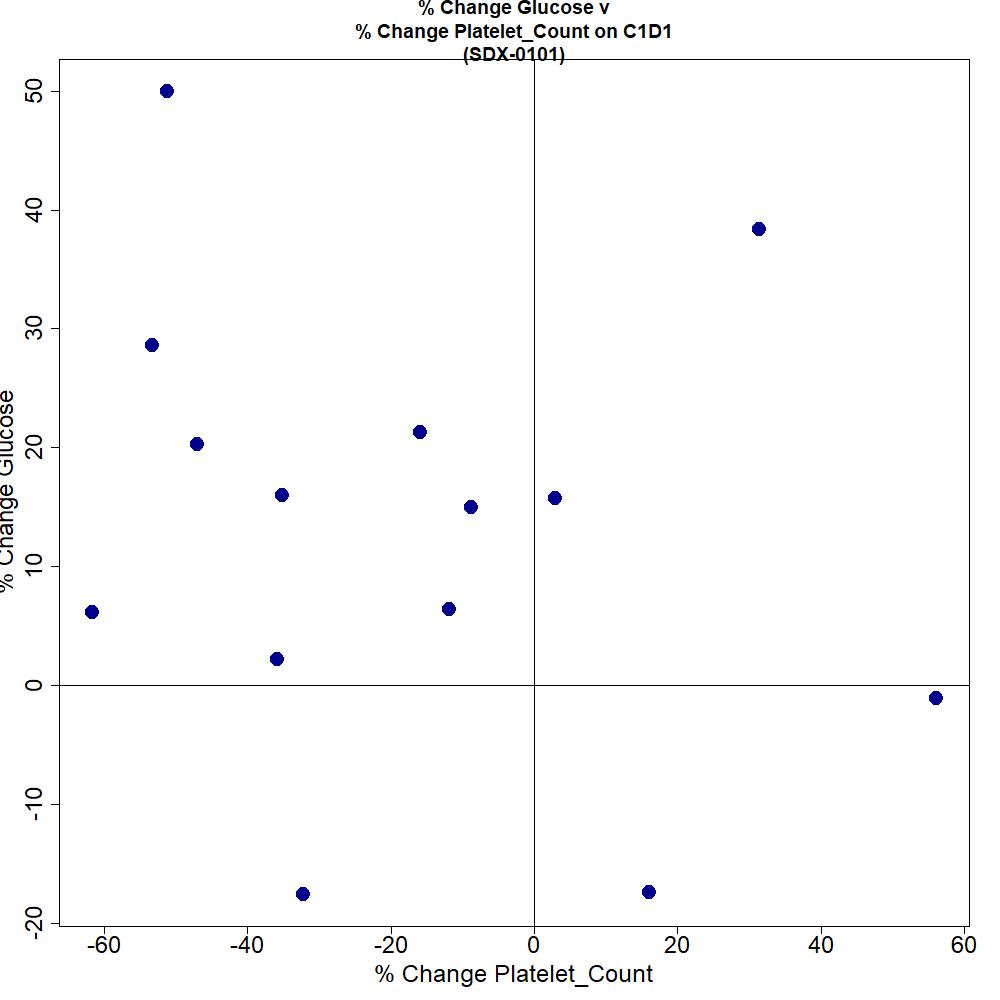 % Change Glucose v
% Change Platelet_Count on C1D1
(SDX-0101)
% Change Glucose
50
40
30
20
10
0
-10
-20
-60 -40 -20 0 20 40 60
% Change Platelet_Count